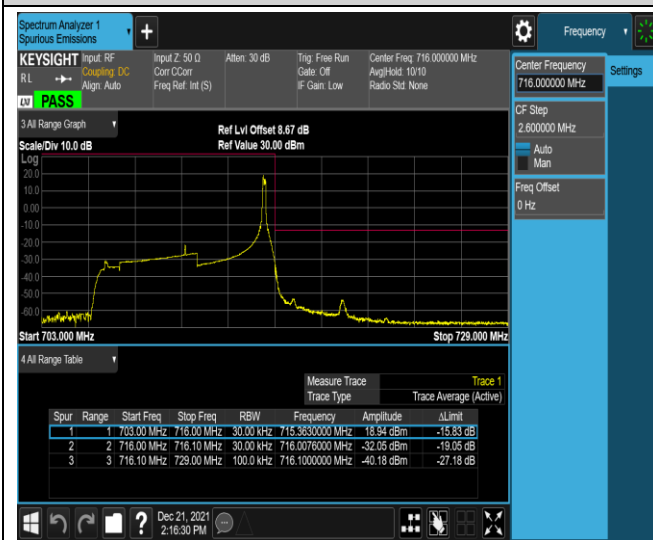 Spectrum Analyzer 1
Spurious Emissions
Frequency
KEYSIGHT Input: RF Input Z: 50 Ω Atten: 30 dB Trig: Free Run Center Freq: 716.000000 MHz
RL Coupling: DC Corr CCorr Gate: Off Avg|Hold: 10/10
Align: Auto Freq Ref: Int (S) IF Gain: Low Radio Std: None
LXI PASS
Center Frequency
716.000000 MHz
Settings
CF Step
2.600000 MHz
Auto
Man
Freq Offset
0 Hz
3 All Range Graph
Ref Lvl Offset 8.67 dB
Scale/Div 10.0 dB Ref Value 30.00 dBm
Log
20.0
10.0
0.00
-10.0
-20.0
-30.0
-40.0
-50.0
-60.0
Start 703.000 MHz Stop 729.000 MHz
4 All Range Table
Measure Trace Trace 1
Trace Type Trace Average (Active)
Spur Range Start Freq Stop Freq RBW Frequency Amplitude ΔLimit
1 1 703.00 MHz 716.00 MHz 30.00 kHz 715.3630000 MHz 18.94 dBm -15.83 dB
2 2 716.00 MHz 716.10 MHz 30.00 kHz 716.0076000 MHz -32.05 dBm -19.05 dB
3 3 716.10 MHz 729.00 MHz 100.0 kHz 716.1000000 MHz -40.18 dBm -27.18 dB
Dec 21, 2021
2:16:30 PM